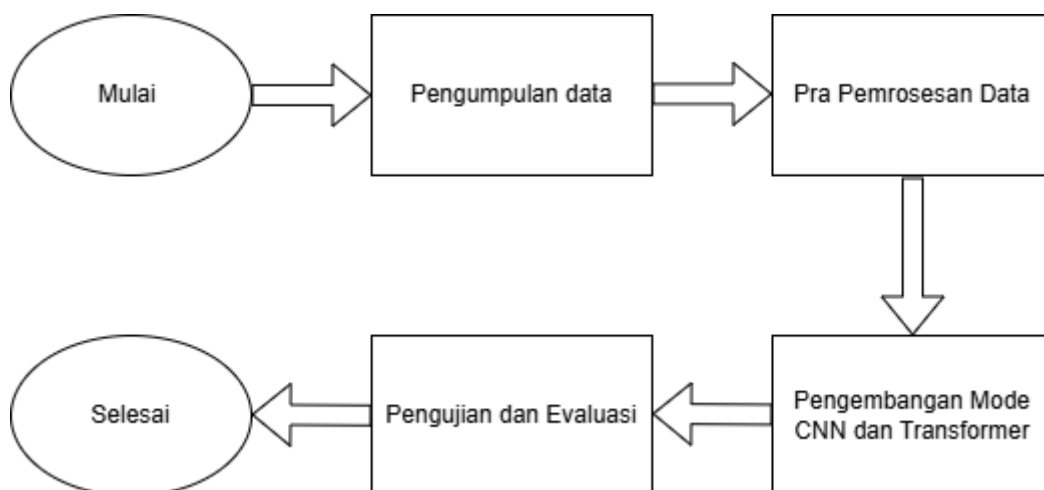 Mulai
Pengumpulan data
Pra Pemrosesan Data
Pengembangan Mode
CNN dan Transformer
Pengujian dan Evaluasi
Selesai